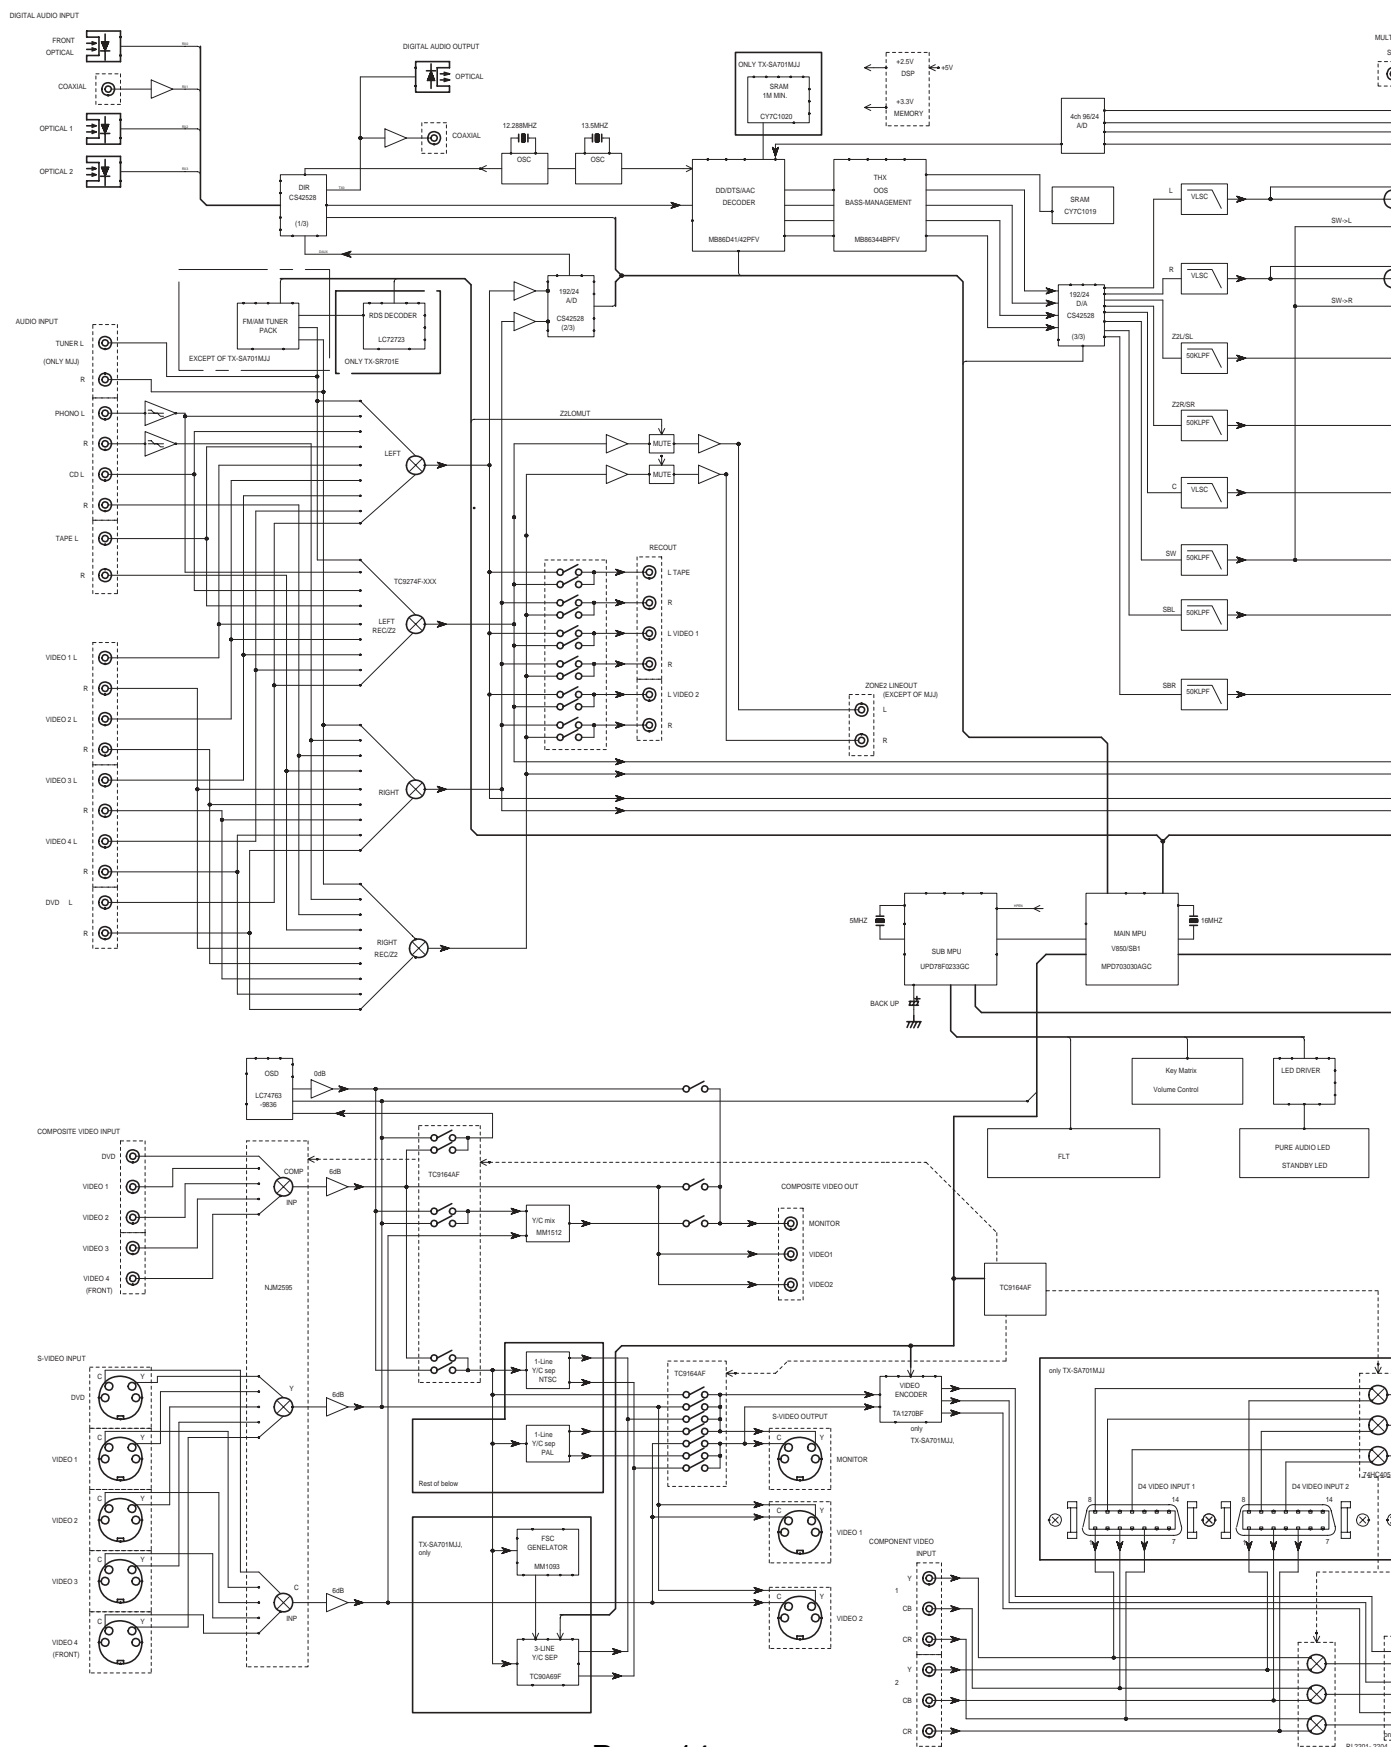 DIGITAL AUDIO INPUT
FRONT
OPTICAL
COAXIAL
OPTICAL 1
OPTICAL 2
DIGITAL AUDIO OUTPUT
OPTICAL
COAXIAL
DIR
CS42528
(1/3)
12.288MHZ
OSC
13.5MHZ
OSC
ONLY TX-SA701MJJ
SRAM
1M MIN.
CY7C1020
+2.5V
DSP
+5V
+3.3V
MEMORY
DD/DTS/AAC
DECODER
MB86D41/42PFV
THX
OOS
BASS-MANAGEMENT
MB86344BPFV
4ch 96/24
A/D
SRAM
CY7C1019
MULT
S
192/24
A/D
CS42528
(2/3)
192/24
D/A
CS42528
(3/3)
L
VLSC
SW->L
R
VLSC
SW->R
Z2L/SL
50KLPF
Z2R/SR
50KLPF
C
VLSC
SW
50KLPF
SBL
50KLPF
SBR
50KLPF
FM/AM TUNER
PACK
EXCEPT OF TX-SA701MJJ
RDS DECODER
LC72723
ONLY TX-SR701E
AUDIO INPUT
TUNER L
(ONLY MJJ)
R
PHONO L
R
CD L
R
TAPE L
R
VIDEO 1 L
R
VIDEO 2 L
R
VIDEO 3 L
R
VIDEO 4 L
R
DVD L
R
LEFT
TC9274F-XXX
LEFT
REC/Z2
RIGHT
RIGHT
REC/Z2
Z2LOMUT
MUTE
MUTE
RECOUT
L TAPE
R
L VIDEO 1
R
L VIDEO 2
R
ZONE2 LINEOUT
(EXCEPT OF MJJ)
L
R
5MHZ
SUB MPU
UPD78F0233GC
BACK UP
MAIN MPU
V850/SB1
MPD703030AGC
16MHZ
Key Matrix
Volume Control
LED DRIVER
FLT
PURE AUDIO LED
STANDBY LED
OSD
LC74763
-9836
0dB
COMPOSITE VIDEO INPUT
DVD
VIDEO 1
VIDEO 2
VIDEO 3
VIDEO 4
(FRONT)
COMP
INP
6dB
NJM2595
TC9164AF
Y/C mix
MM1512
COMPOSITE VIDEO OUT
MONITOR
VIDEO1
VIDEO2
TC9164AF
S-VIDEO INPUT
C Y
DVD
C Y
VIDEO 1
C Y
VIDEO 2
C Y
VIDEO 3
C Y
VIDEO 4
(FRONT)
Y
6dB
C
INP
6dB
1-Line
Y/C sep
NTSC
1-Line
Y/C sep
PAL
Rest of below
TX-SA701MJJ,
only
FSC
GENELATOR
MM1093
3-LINE
Y/C SEP
TC90A69F
TC9164AF
VIDEO
ENCODER
TA1270BF
only
TX-SA701MJJ,
S-VIDEO OUTPUT
C Y
MONITOR
C Y
VIDEO 1
C Y
VIDEO 2
COMPONENT VIDEO
INPUT
Y
1
CB
CR
Y
2
CB
CR
only TX-SA701MJJ
D4 VIDEO INPUT 1
8 14
1 7
D4 VIDEO INPUT 2
8 14
1 7